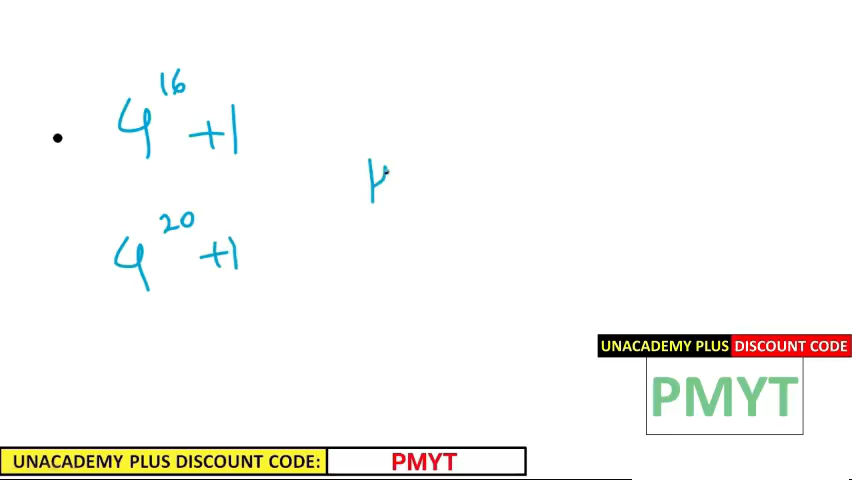 4^16 +1
4^20 +1
UNACADEMY PLUS DISCOUNT CODE
PMYT
UNACADEMY PLUS DISCOUNT CODE: PMYT